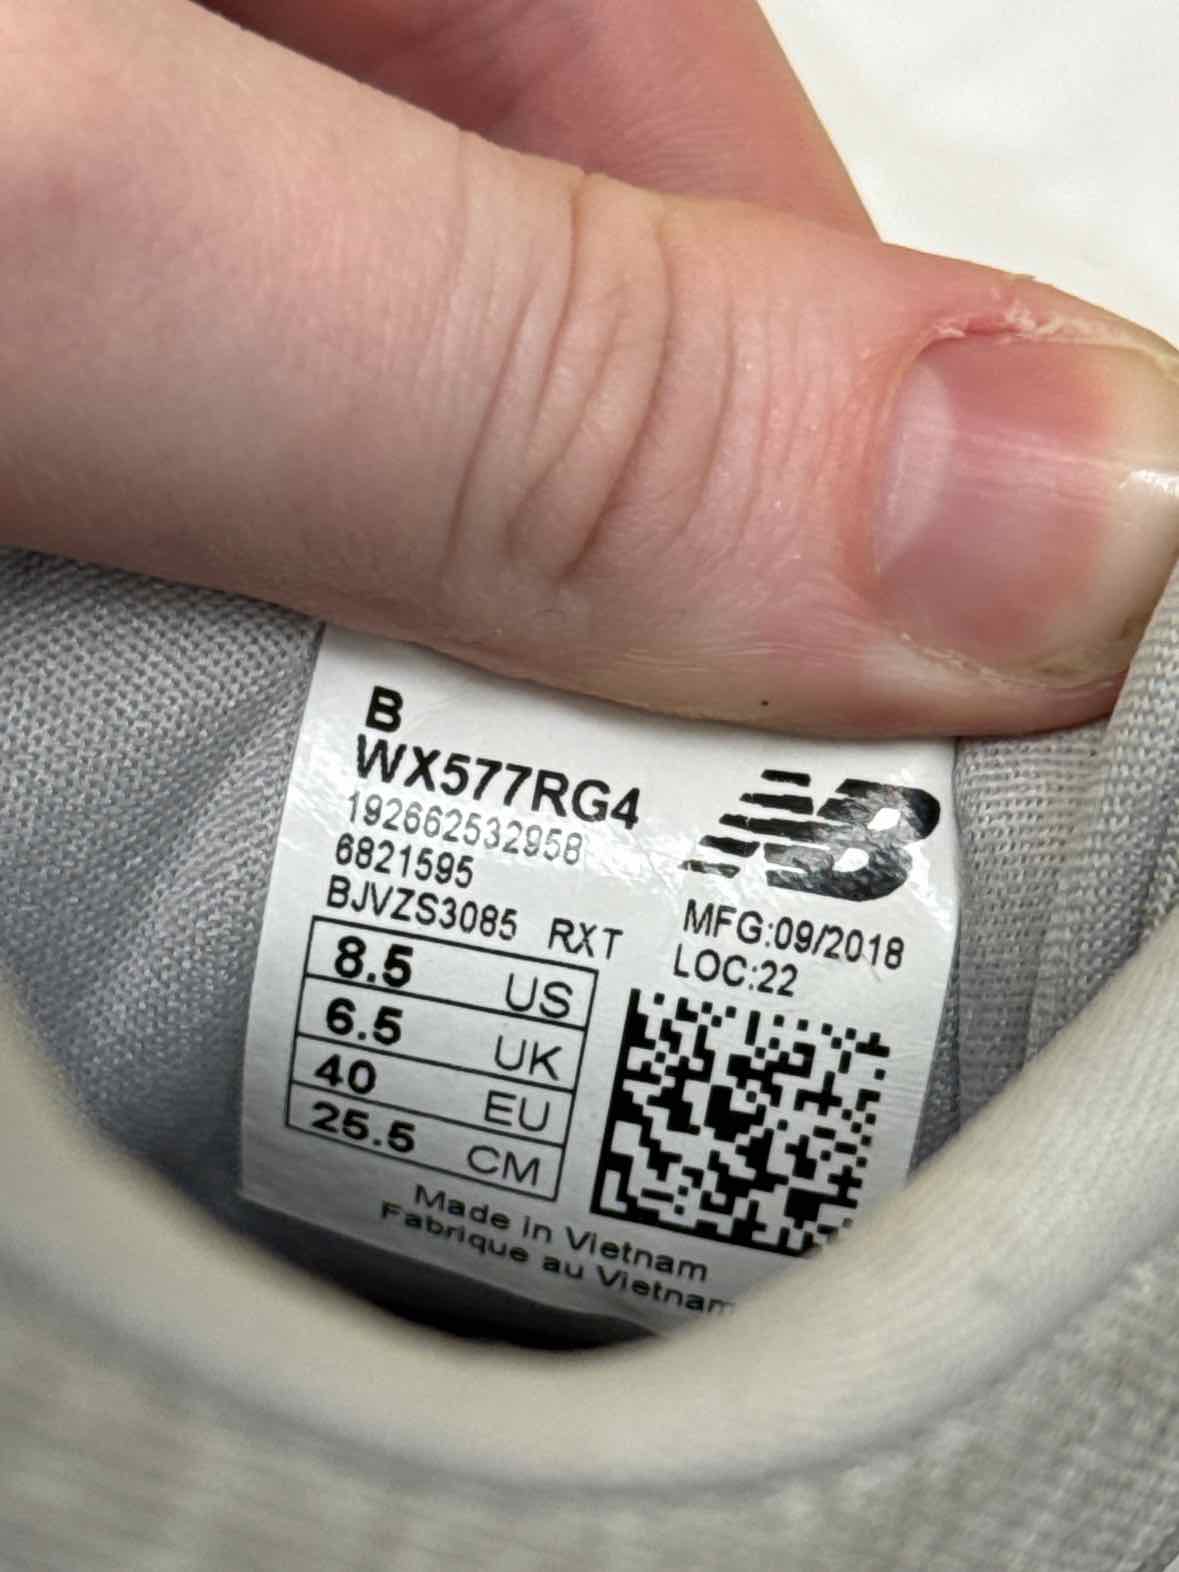 B
WX577RG4
192662532958
6821595
BJVZS3085 RXT
NB
MFG:09/2018
LOC:22
8.5 US
6.5 UK
40 EU
25.5 CM
Made in Vietnam
Fabrique au Vietnam